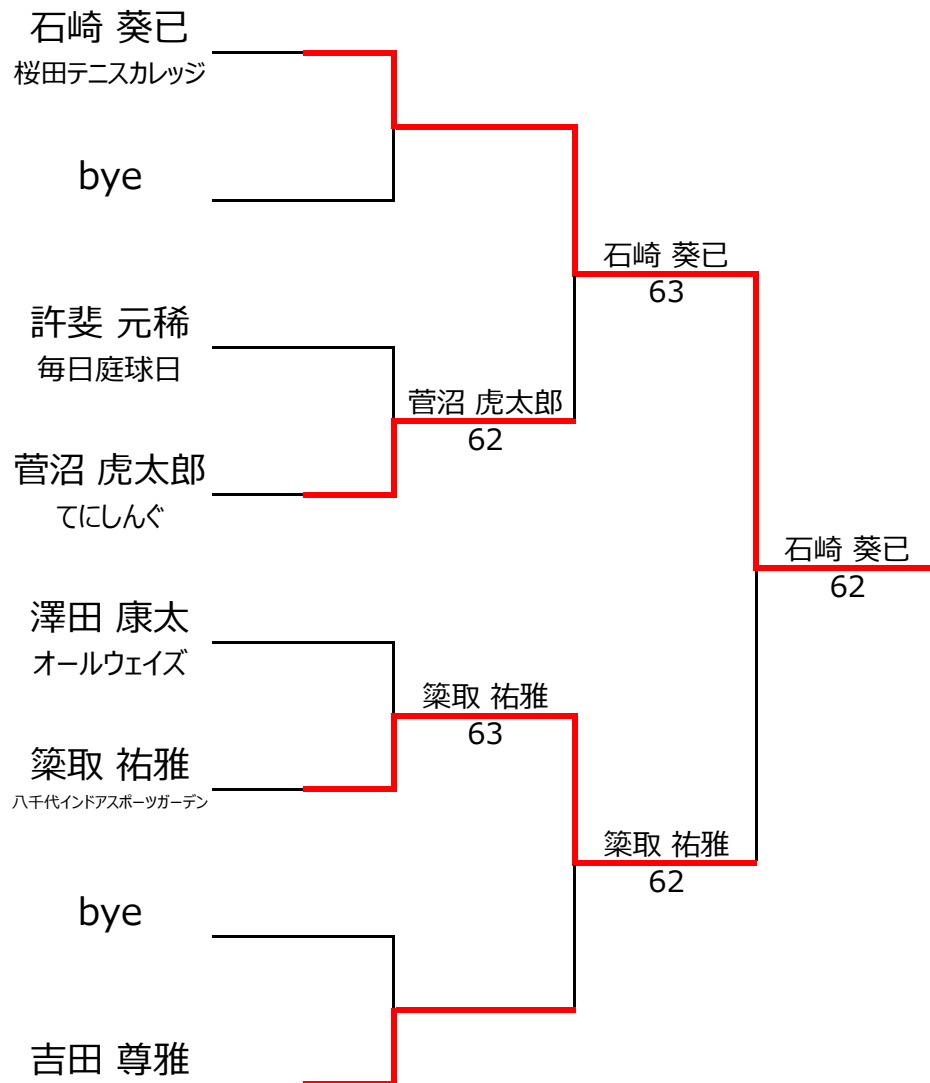 石崎 葵已
桜田テニスカレッジ
bye
許斐 元稀
毎日庭球日
菅沼 虎太郎
てにしんぐ
澤田 康太
オールウェイズ
簗取 祐雅
八千代インドアスポーツガーデン
bye
吉田 尊雅
菅沼 虎太郎
62
簗取 祐雅
63
石崎 葵已
63
簗取 祐雅
62
石崎 葵已
62